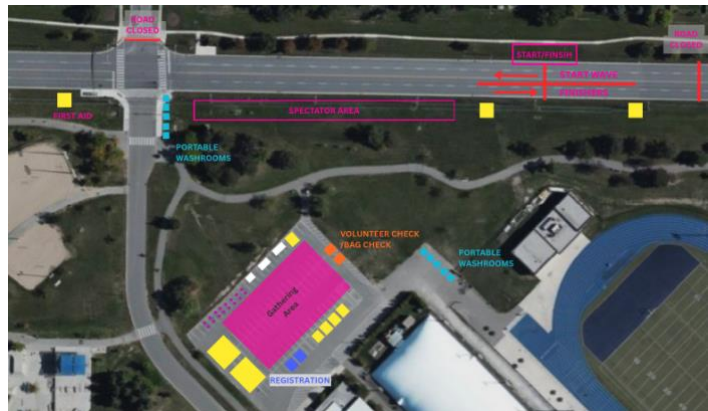 ROAD
CLOSED
ROAD
CLOSED
START/FINISH
START WAVE
FINISHERS
SPECTATOR AREA
FIRST AID
PORTABLE
WASHROOMS
VOLUNTEER CHECK
/BAG CHECK
PORTABLE
WASHROOMS
Gathering
Area
REGISTRATION